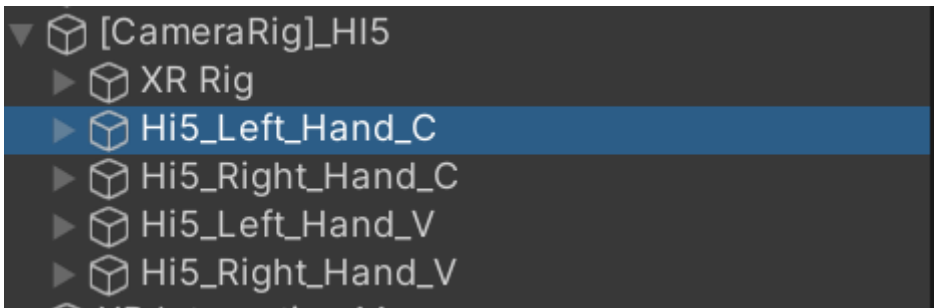 [CameraRig]_HI5
XR Rig
Hi5_Left_Hand_C
Hi5_Right_Hand_C
Hi5_Left_Hand_V
Hi5_Right_Hand_V